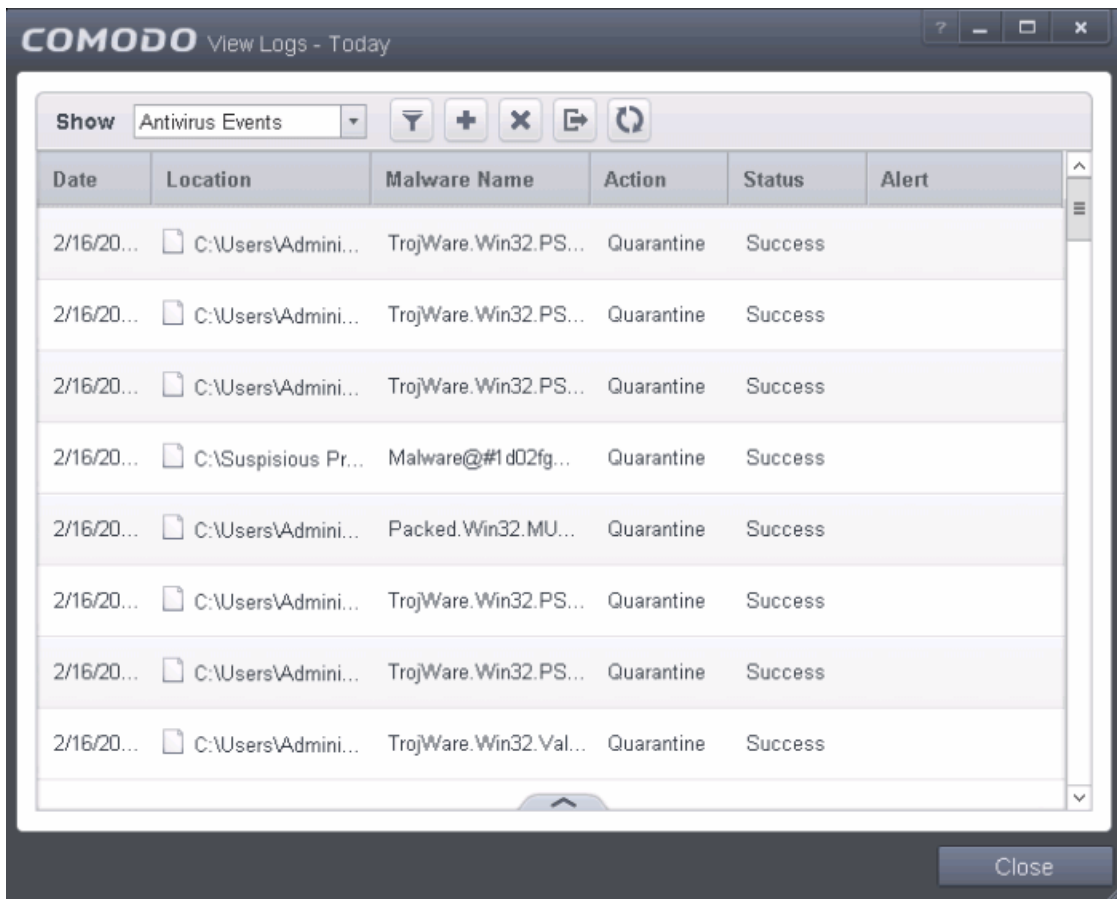 COMODO View Logs - Today
?
Show Antivirus Events
Date Location Malware Name Action Status Alert
2/16/20... C:\Users\Admini... TrojWare.Win32.PS... Quarantine Success
2/16/20... C:\Users\Admini... TrojWare.Win32.PS... Quarantine Success
2/16/20... C:\Users\Admini... TrojWare.Win32.PS... Quarantine Success
2/16/20... C:\Suspisious Pr... Malware@#1d02fg... Quarantine Success
2/16/20... C:\Users\Admini... Packed.Win32.MU... Quarantine Success
2/16/20... C:\Users\Admini... TrojWare.Win32.PS... Quarantine Success
2/16/20... C:\Users\Admini... TrojWare.Win32.PS... Quarantine Success
2/16/20... C:\Users\Admini... TrojWare.Win32.Val... Quarantine Success
Close